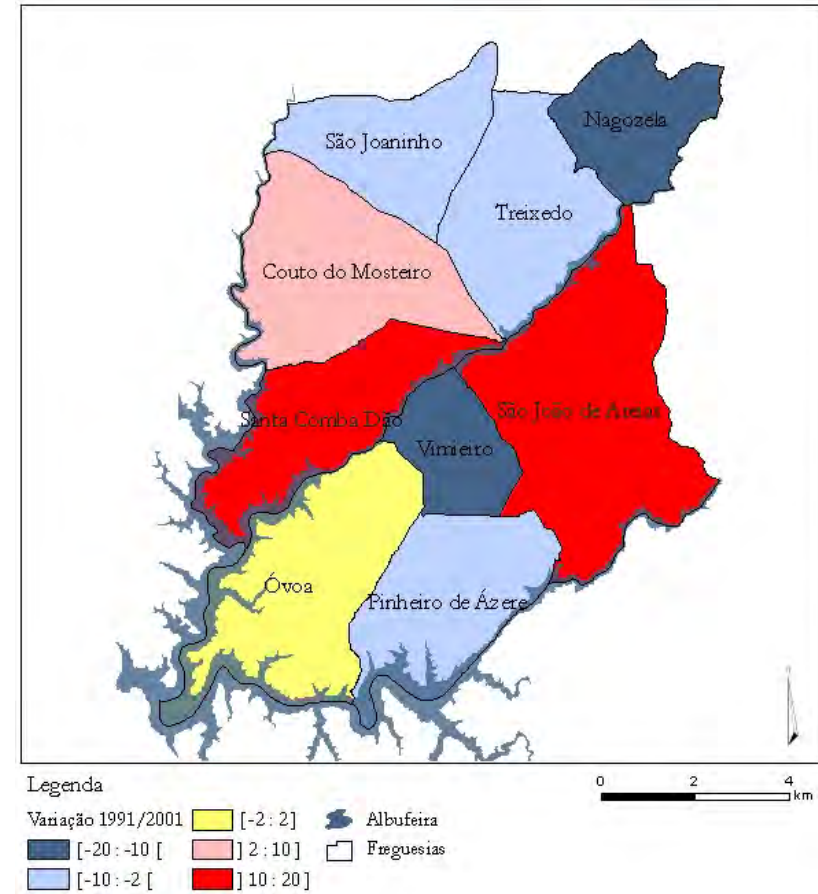 Nagozela
São Joaninho
Treixedo
Couto do Mosteiro
São João de Areias
Santa Comba Dão
Vimieiro
Óvoa
Pinheiro de Ázere
Legenda
0 2 4
km
Variação 1991/2001 [-2 : 2] Albufeira
[-20 : -10 [ ] 2 : 10] Freguesias
[-10 : -2 [ ] 10 : 20]